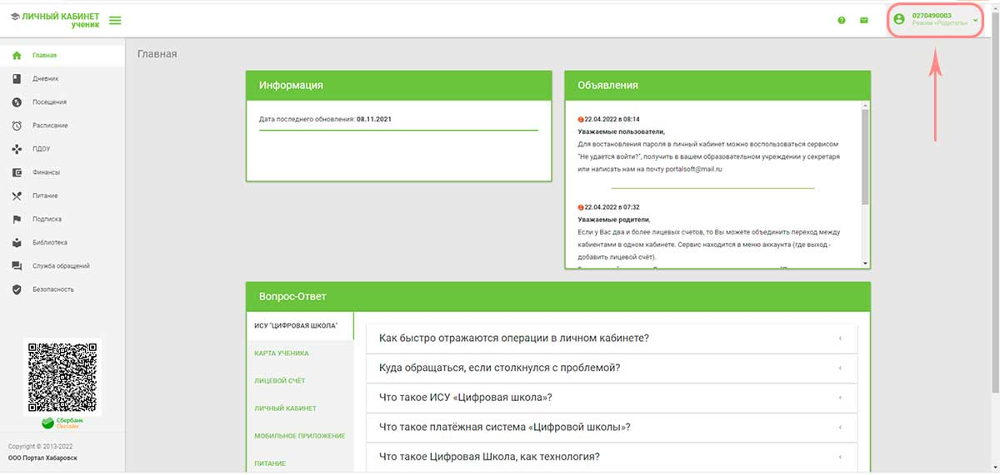 ЛИЧНЫЙ КАБИНЕТ
ученик
0270490003
Режим «Родитель»
Главная
Дневник
Посещения
Расписание
ПДОУ
Финансы
Питание
Подписка
Библиотека
Служба обращений
Безопасность
Сбербанк
Онлайн
Copyright © 2013-2022
ООО Портал Хабаровск
Главная
Информация
Дата последнего обновления: 08.11.2021
Объявления
22.04.2022 в 08:14
Уважаемые пользователи,
Для востановления пароля в личный кабинет можно воспользоваться сервисом
"Не удается войти?", получить в вашем образовательном учреждении у секретаря
или написать нам на почту portalsoft@mail.ru
22.04.2022 в 07:32
Уважаемые родители,
Если у Вас два и более лицевых счетов, то Вы можете объединить переход между
кабинетами в одном кабинете. Сервис находится в меню аккаунта (где выход -
добавить лицевой счёт).
Вопрос-Ответ
ИСУ "ЦИФРОВАЯ ШКОЛА"
КАРТА УЧЕНИКА
ЛИЦЕВОЙ СЧЁТ
ЛИЧНЫЙ КАБИНЕТ
МОБИЛЬНОЕ ПРИЛОЖЕНИЕ
ПИТАНИЕ
Как быстро отражаются операции в личном кабинете?
Куда обращаться, если столкнулся с проблемой?
Что такое ИСУ «Цифровая школа»?
Что такое платёжная система «Цифровой школы»?
Что такое Цифровая Школа, как технология?